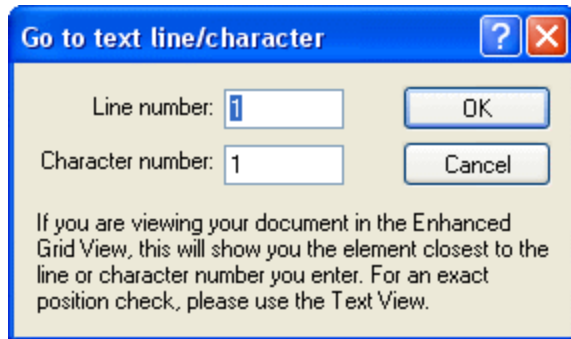 Go to text line/character ?
Line number: 1 OK
Character number: 1 Cancel
If you are viewing your document in the Enhanced
Grid View, this will show you the element closest to the
line or character number you enter. For an exact
position check, please use the Text View.